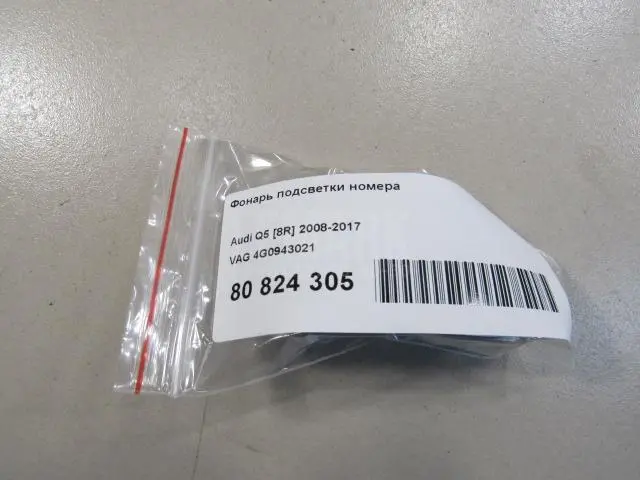 Фонарь подсветки номера
Audi Q5 [8R] 2008-2017
VAG 4G0943021
80 824 305